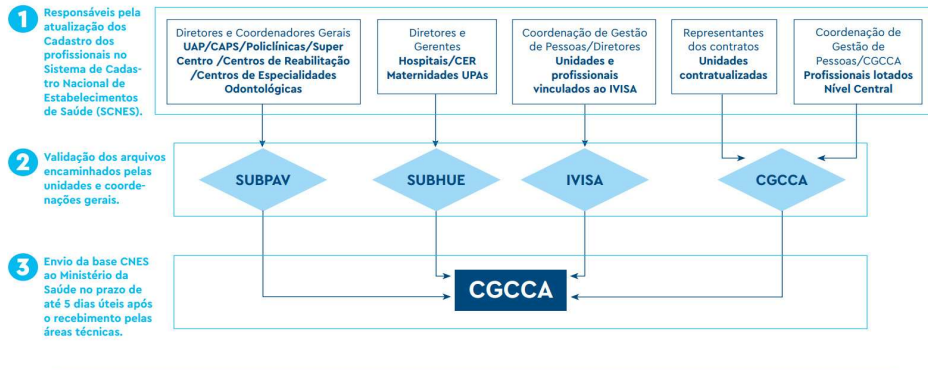 1
Responsáveis pela
atualização dos
Cadastro dos
profissionais no
Sistema de Cadas-
tro Nacional de
Estabelecimentos
de Saúde (SCNES).
Diretores e Coordenadores Gerais
UAP/CAPS/Policlínicas/Super
Centro /Centros de Reabilitação
/Centros de Especialidades
Odontológicas
Diretores e
Gerentes
Hospitais/CER
Maternidades UPAs
Coordenação de Gestão
de Pessoas/Diretores
Unidades e
profissionais
vinculados ao IVISA
Representantes
dos contratos
Unidades
contratualizadas
Coordenação de
Gestão de
Pessoas/CGCCA
Profissionais lotados
Nível Central
2
Validação dos arquivos
encaminhados pelas
unidades e coorde-
nações gerais.
SUBPAV
SUBHUE
IVISA
CGCCA
3
Envio da base CNES
ao Ministério da
Saúde no prazo de
até 5 dias úteis após
o recebimento pelas
áreas técnicas.
CGCCA